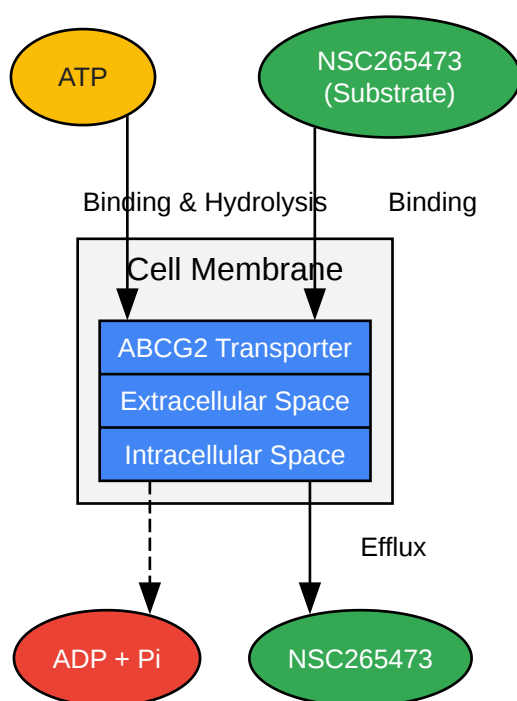 ATP
NSC265473
(Substrate)
Binding & Hydrolysis
Binding
Cell Membrane
ABCG2 Transporter
Extracellular Space
Intracellular Space
Efflux
ADP + Pi
NSC265473